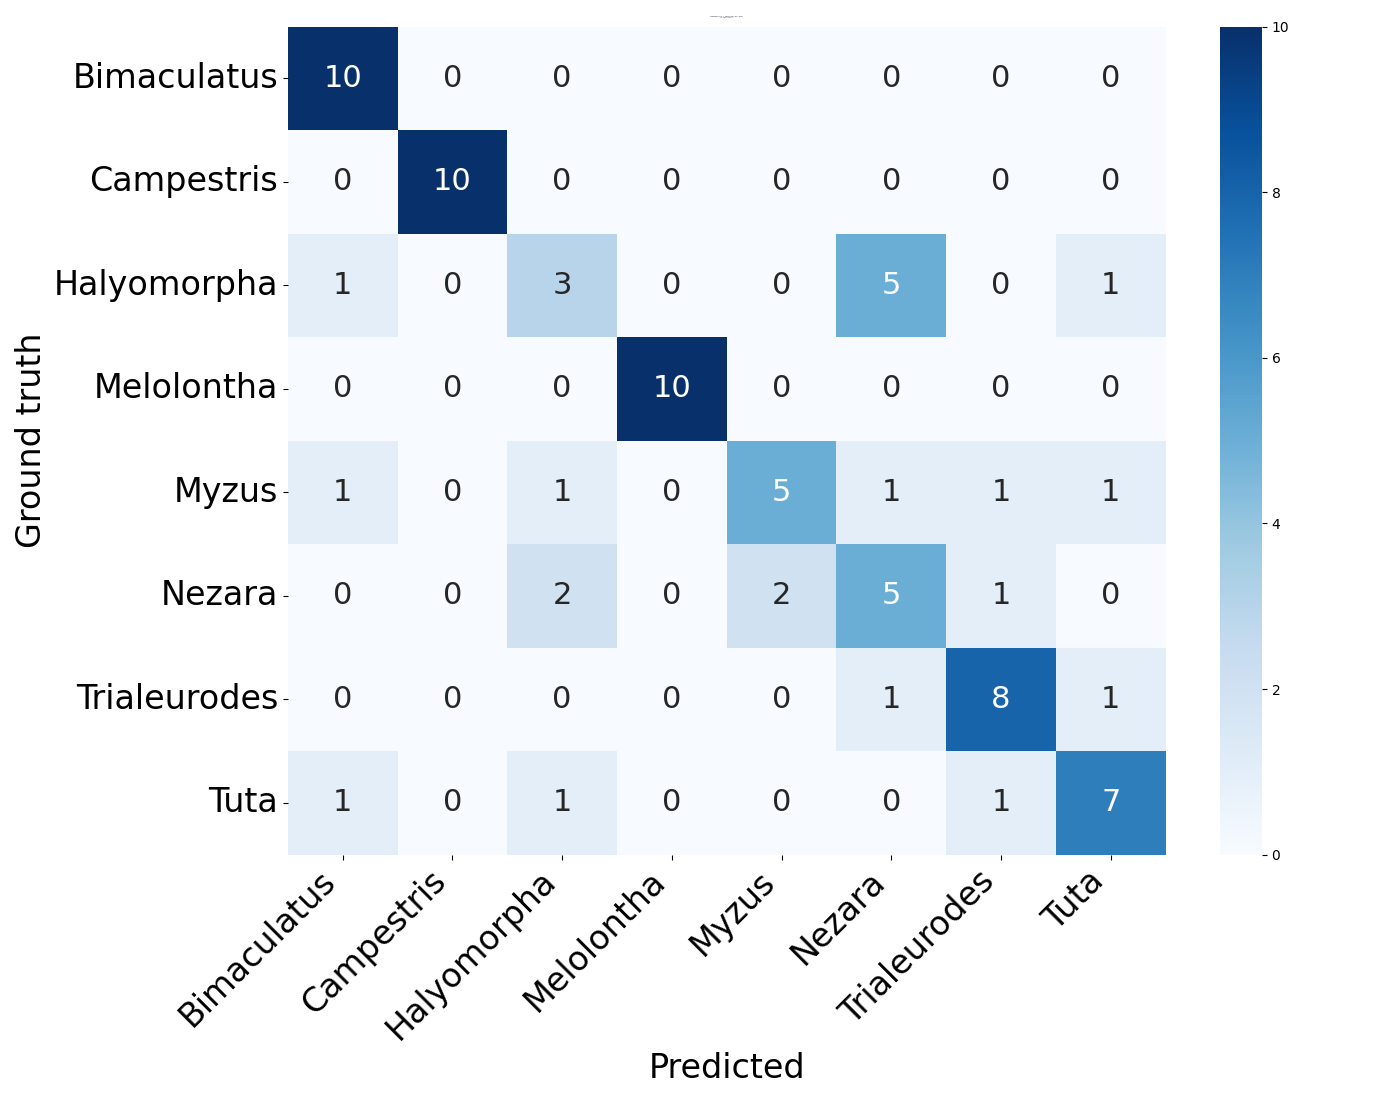 10
Bimaculatus 10 0 0 0 0 0 0 0
Campestris 0 10 0 0 0 0 0 0
8
Halyomorpha 1 0 3 0 0 5 0 1
6
Melolontha 0 0 0 10 0 0 0 0
Ground truth
Myzus 1 0 1 0 5 1 1 1
4
Nezara 0 0 2 0 2 5 1 0
2
Trialeurodes 0 0 0 0 0 1 8 1
Tuta 1 0 1 0 0 0 1 7
0
Bimaculatus Campestris Halyomorpha Melolontha Myzus Nezara Trialeurodes Tuta
Predicted